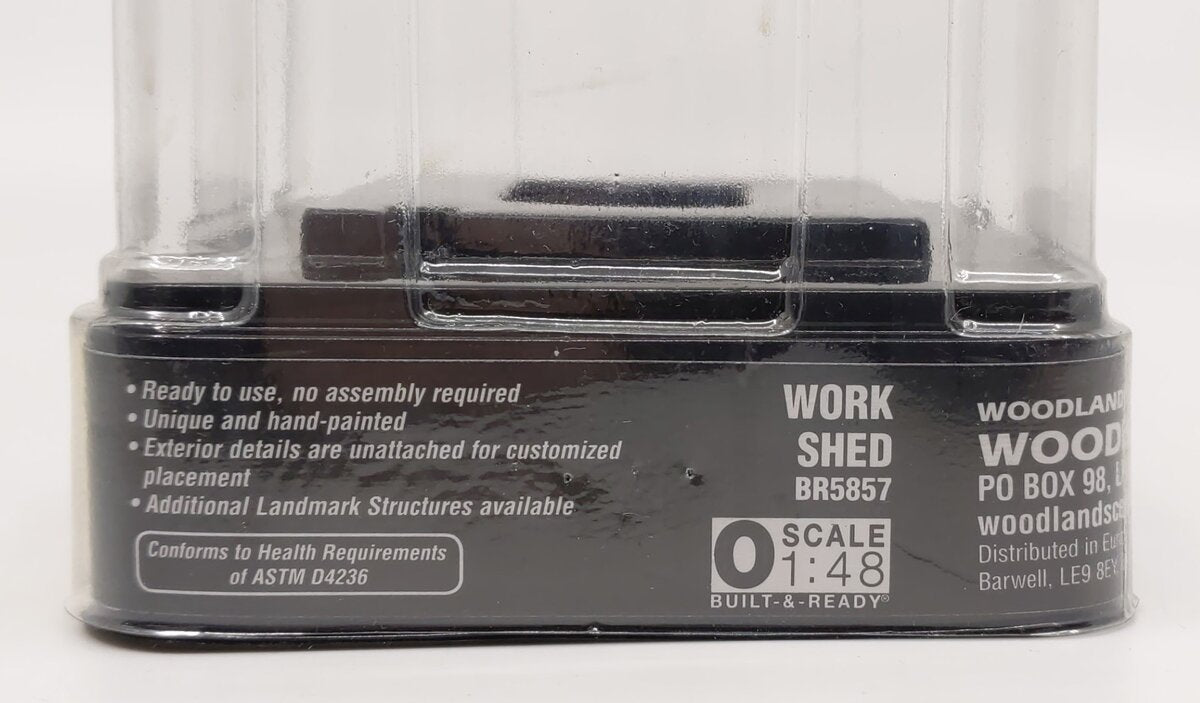 • Ready to use, no assembly required
• Unique and hand-painted
• Exterior details are unattached for customized
placement
• Additional Landmark Structures available
Conforms to Health Requirements
of ASTM D4236
WORK
SHED
BR5857
O SCALE
1:48
BUILT-&-READY®
WOODLAND
WOOD
PO BOX 98,
woodlandsce
Distributed in Eur
Barwell, LE9 8EY